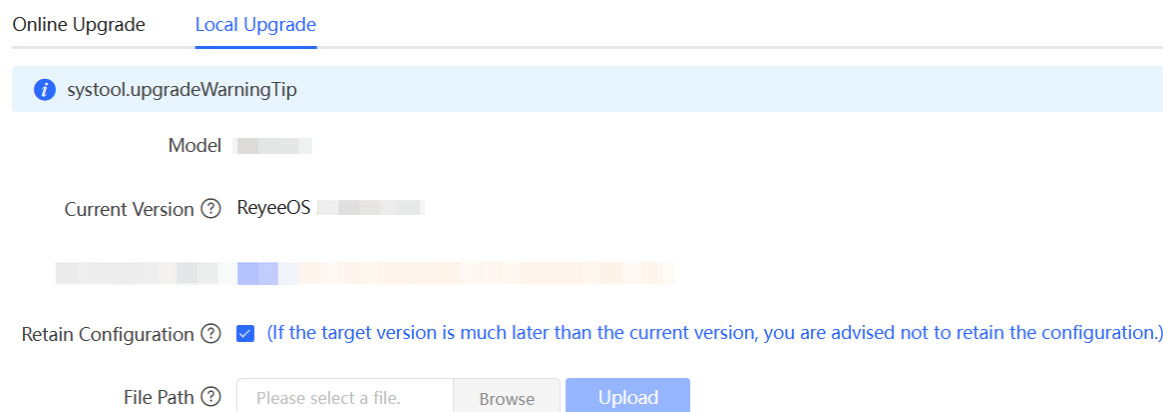 Online Upgrade Local Upgrade
systool.upgradeWarningTip
Model
Current Version ? ReyeeOS
Retain Configuration ? (If the target version is much later than the current version, you are advised not to retain the configuration.)
File Path ? Please select a file. Browse Upload